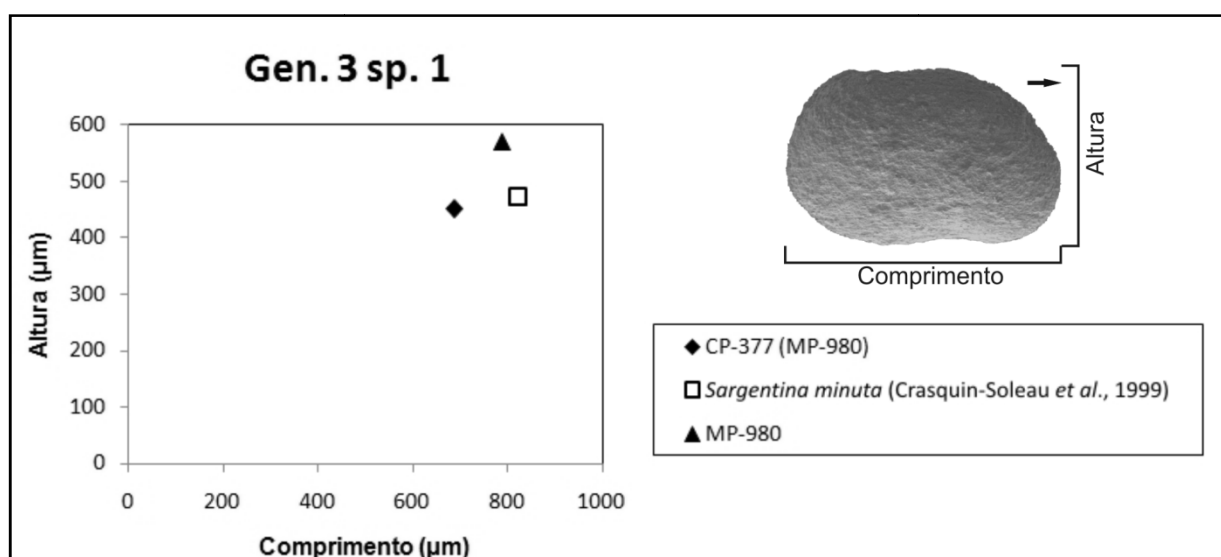 Gen. 3 sp. 1
600
500
400
300
200
100
0
Altura (µm)
0 200 400 600 800 1000
Comprimento (µm)
Altura
Comprimento
CP-377 (MP-980)
Sargentina minuta (Crasquin-Soleau et al., 1999)
MP-980